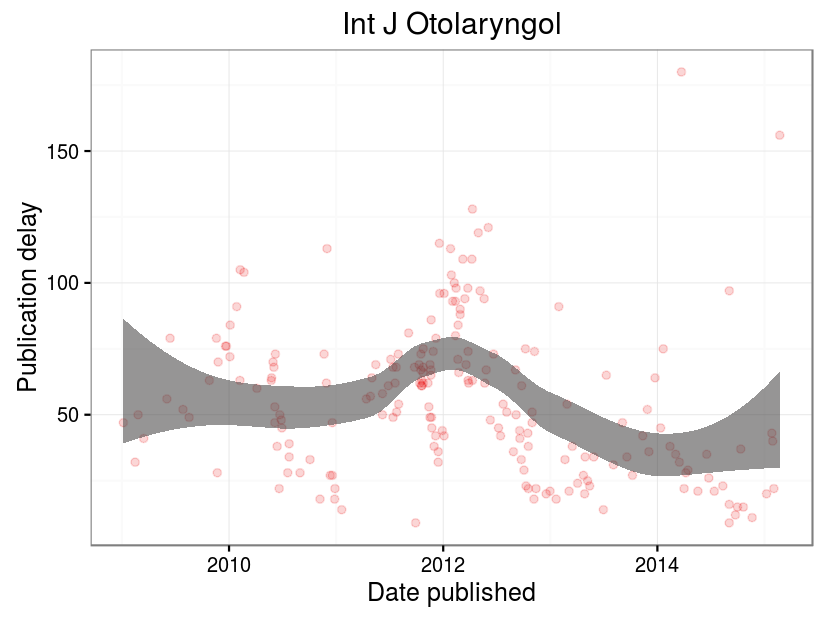 Int J Otolaryngol
Publication delay
150
100
50
2010
2012
2014
Date published